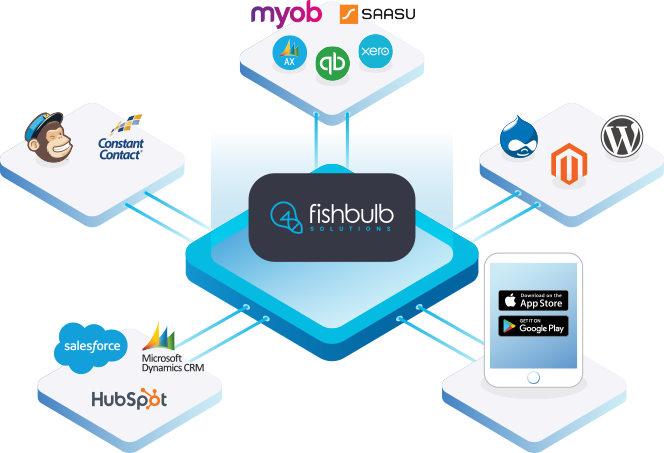 myob SAASU
AX qb xero
Constant
Contact®
W
fishbulb
SOLUTIONS
Download on the
App Store
GET IT ON
Google Play
salesforce
Microsoft
Dynamics CRM
HubSpot